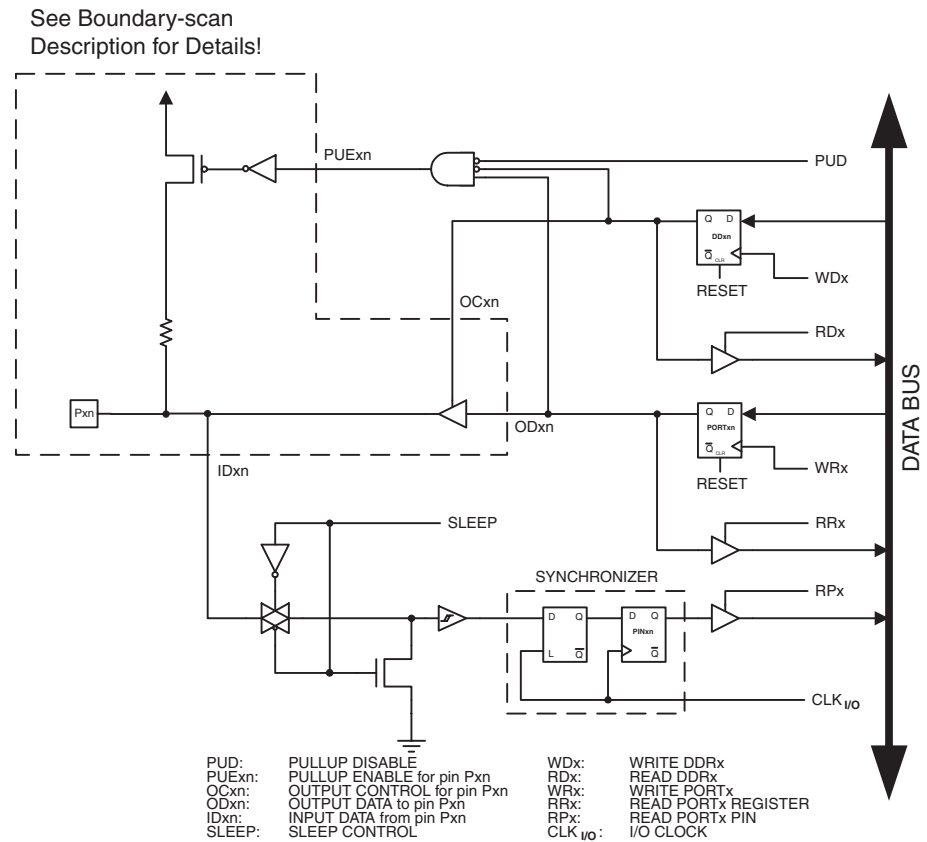 See Boundary-scan
Description for Details!
PUExn
PUD
Q D
DDxn
Q
CLR
WDx
RESET
OCxn
RDx
Pxn
ODxn
Q D
PORTxn
Q
CLR
WRx
RESET
IDxn
DATA BUS
SLEEP
RRx
SYNCHRONIZER
RPx
D Q
L Q
D Q
PINxn
Q
CLK I/O
PUD: PULLUP DISABLE
PUExn: PULLUP ENABLE for pin Pxn
OCxn: OUTPUT CONTROL for pin Pxn
ODxn: OUTPUT DATA to pin Pxn
IDxn: INPUT DATA from pin Pxn
SLEEP: SLEEP CONTROL
WDx: WRITE DDRx
RDx: READ DDRx
WRx: WRITE PORTx
RRx: READ PORTx REGISTER
RPx: READ PORTx PIN
CLK I/O: I/O CLOCK